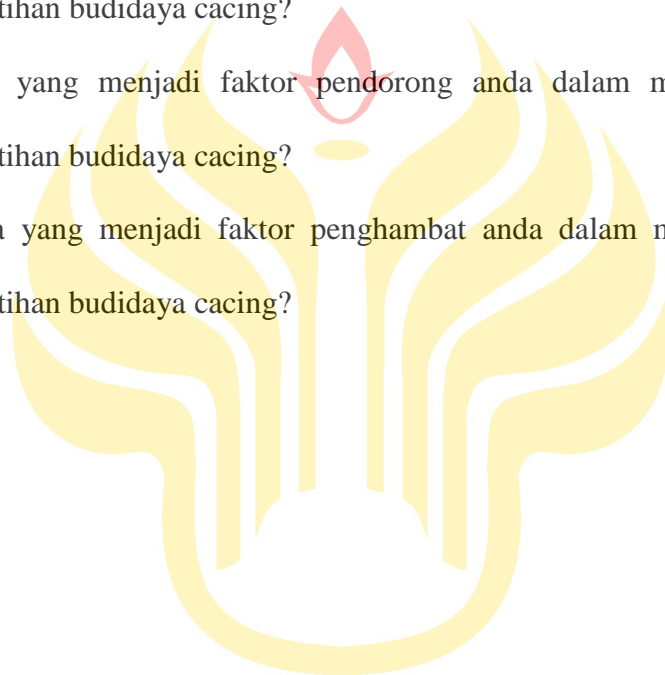 tihan budidaya cacing?
yang menjadi faktor pendorong anda dalam m
tihan budidaya cacing?
a yang menjadi faktor penghambat anda dalam m
tihan budidaya cacing?